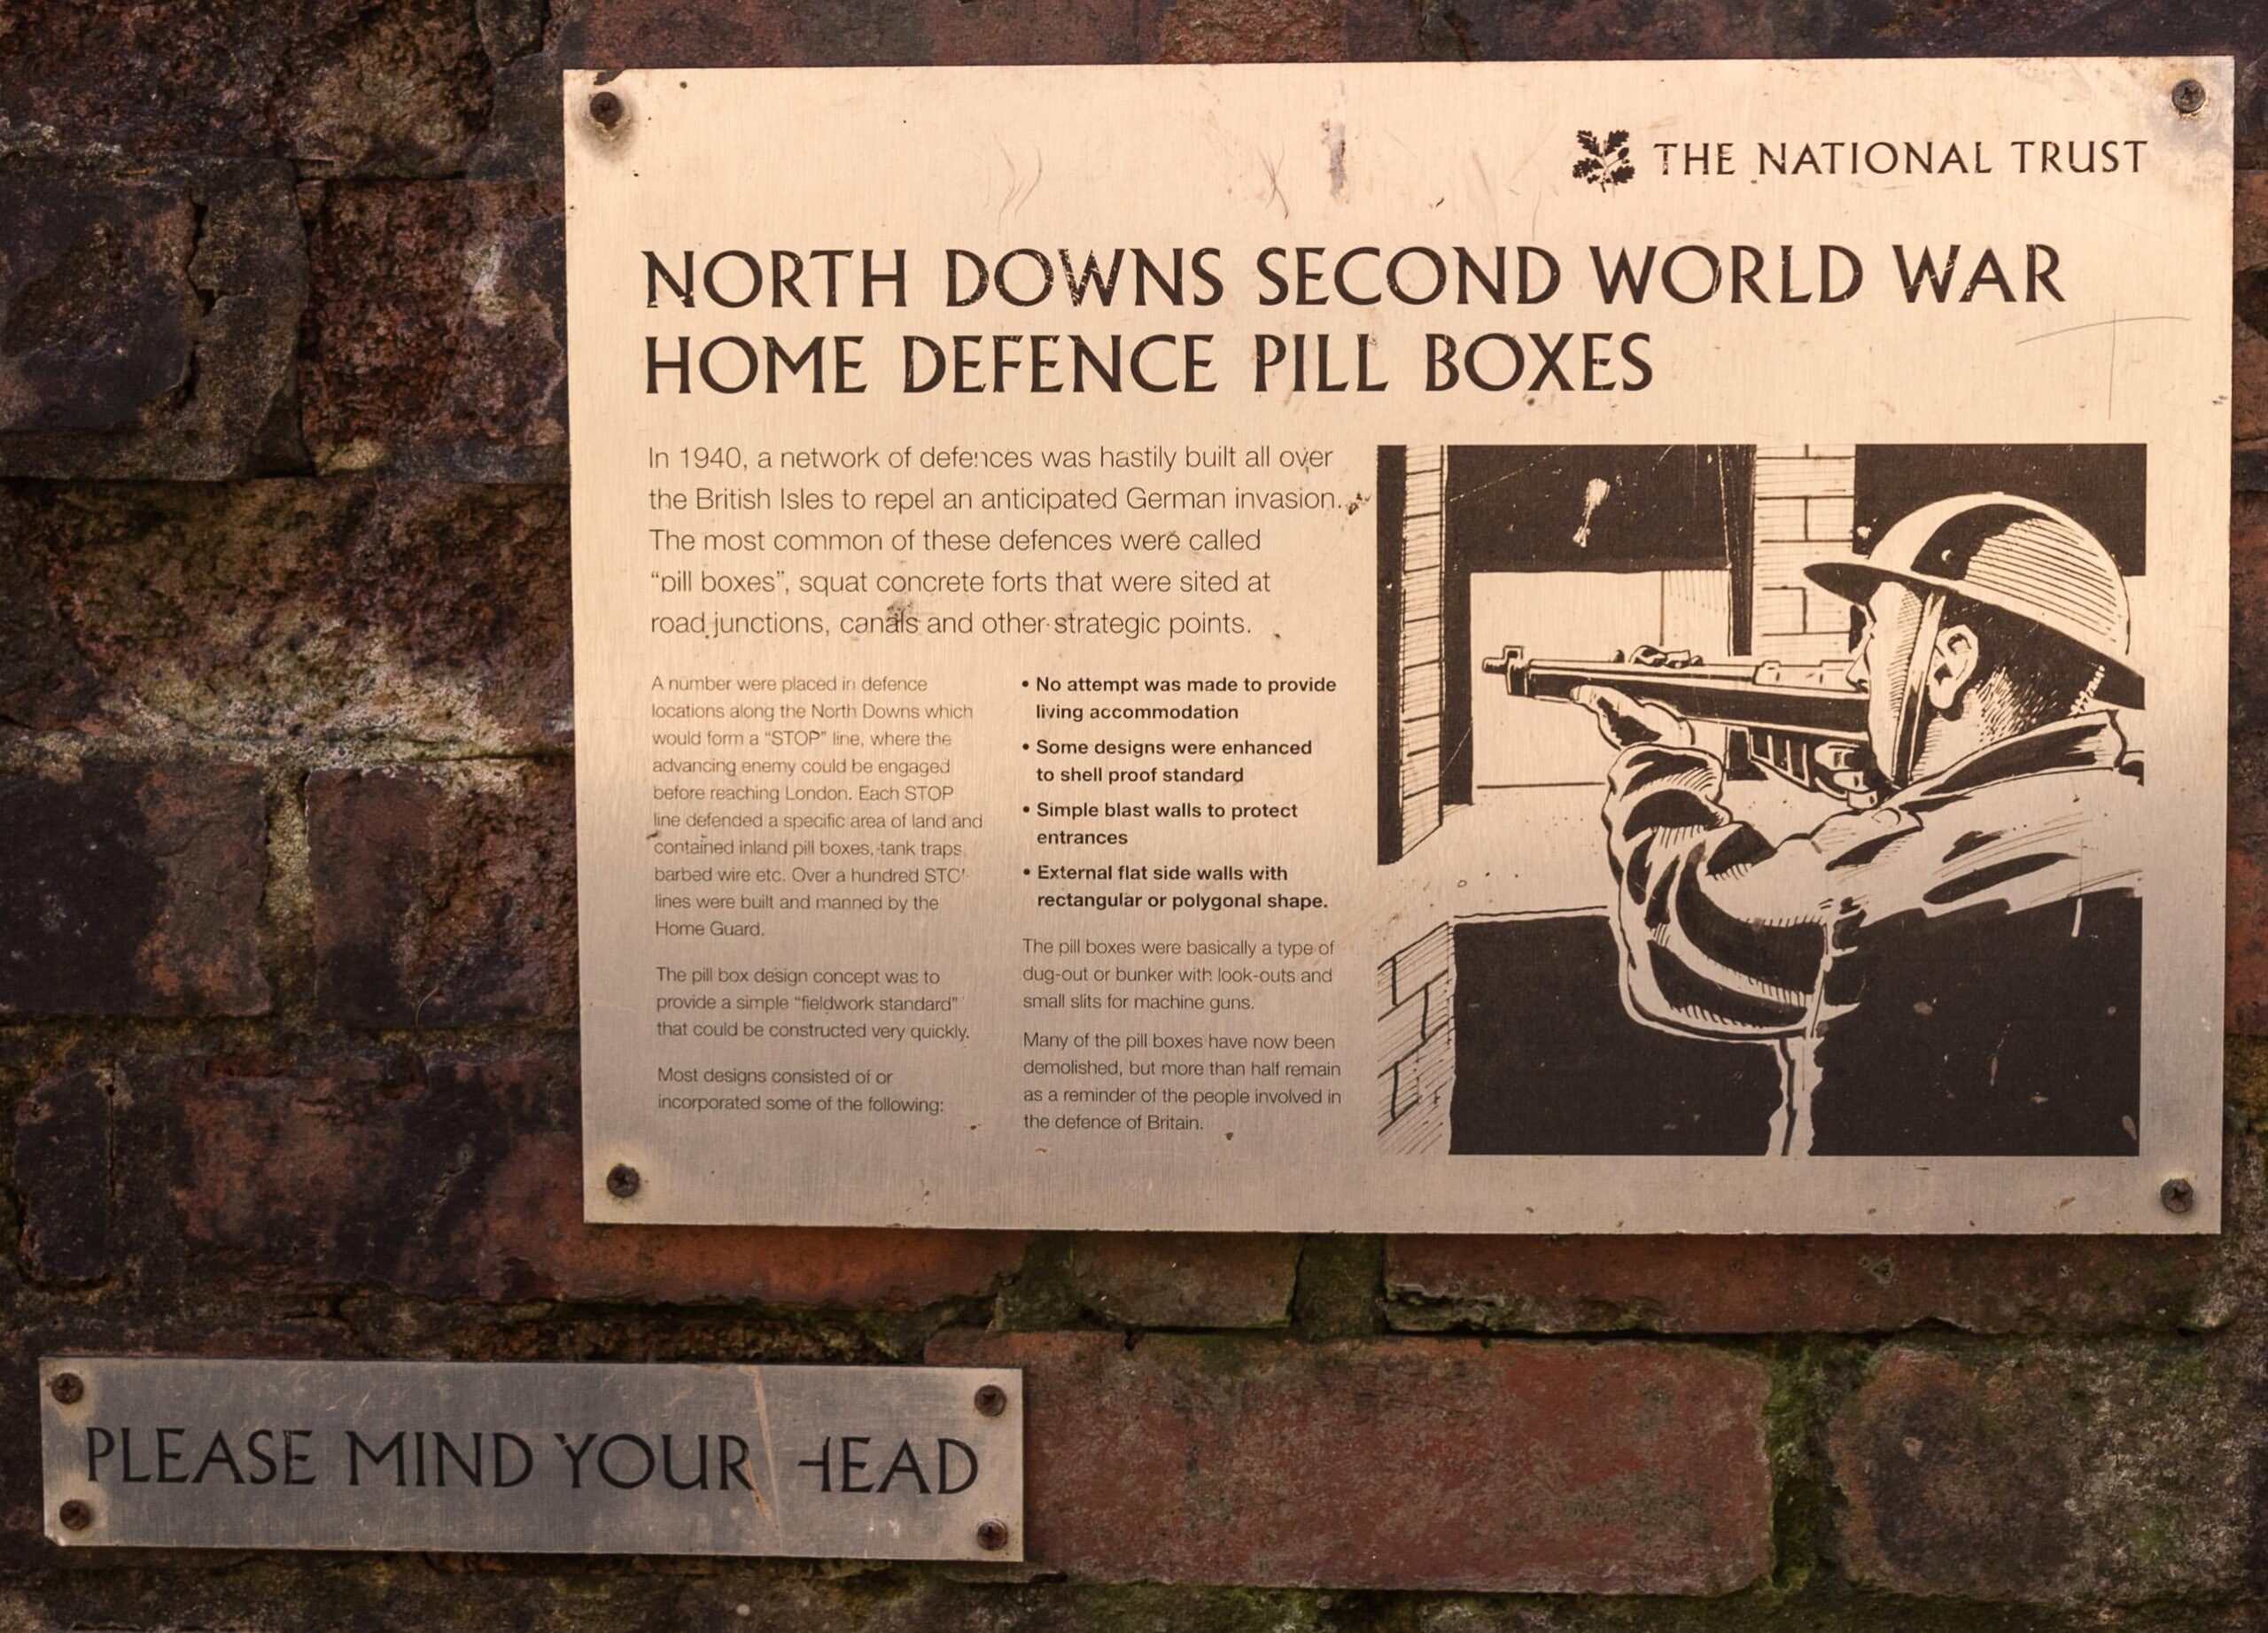 THE NATIONAL TRUST
NORTH DOWNS SECOND WORLD WAR
HOME DEFENCE PILL BOXES
In 1940, a network of defences was hastily built all over
the British Isles to repel an anticipated German invasion.
The most common of these defences were called
“pill boxes”, squat concrete forts that were sited at
road junctions, canals and other strategic points.
A number were placed in defence
locations along the North Downs which
would form a “STOP” line, where the
advancing enemy could be engaged
before reaching London. Each STOP
line defended a specific area of land and
contained inland pill boxes, tank traps
barbed wire etc. Over a hundred STOP
lines were built and manned by the
Home Guard.
The pill box design concept was to
provide a simple “fieldwork standard”
that could be constructed very quickly.
Most designs consisted of or
incorporated some of the following:
• No attempt was made to provide
living accommodation
• Some designs were enhanced
to shell proof standard
• Simple blast walls to protect
entrances
• External flat side walls with
rectangular or polygonal shape.
The pill boxes were basically a type of
dug-out or bunker with look-outs and
small slits for machine guns.
Many of the pill boxes have now been
demolished, but more than half remain
as a reminder of the people involved in
the defence of Britain.
PLEASE MIND YOUR HEAD